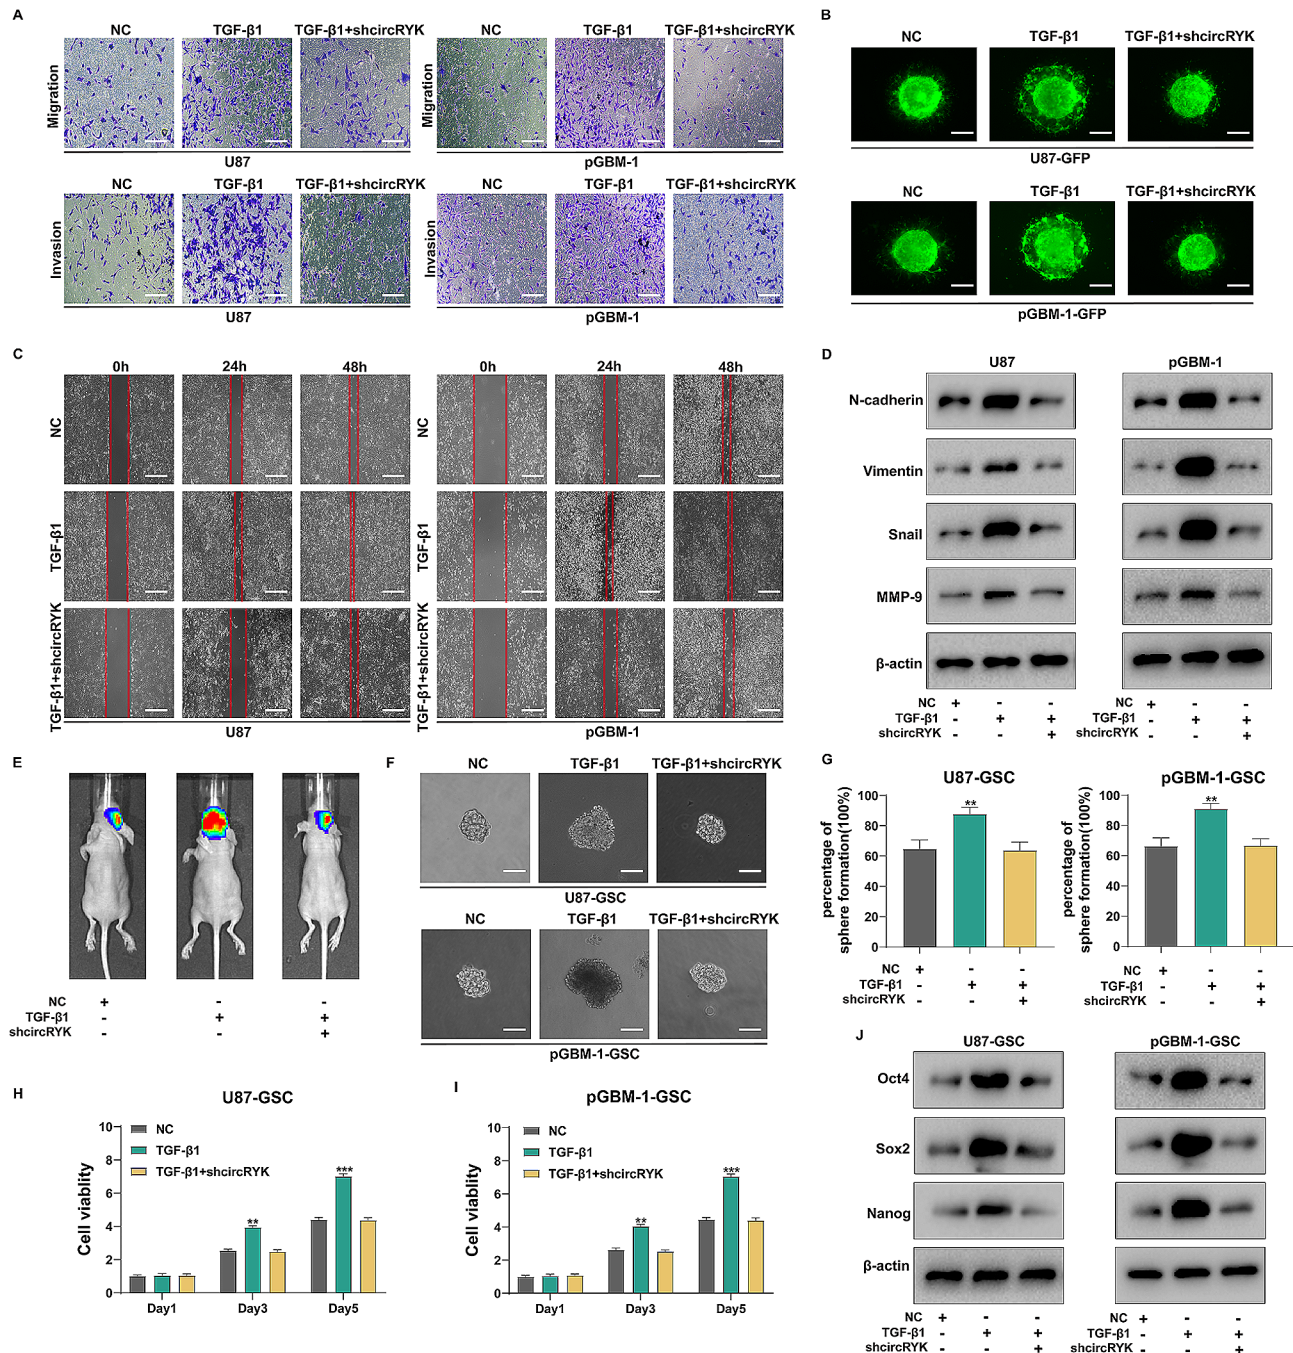 A
NC TGF-β1 TGF-β1+shcircRYK NC TGF-β1 TGF-β1+shcircRYK
Migration Migration
U87 pGBM-1
NC TGF-β1 TGF-β1+shcircRYK NC TGF-β1 TGF-β1+shcircRYK
Invasion Invasion
U87 pGBM-1
B
NC TGF-β1 TGF-β1+shcircRYK
U87-GFP
NC TGF-β1 TGF-β1+shcircRYK
pGBM-1-GFP
C
0h 24h 48h 0h 24h 48h
NC NC
TGF-β1 TGF-β1
TGF-β1+shcircRYK TGF-β1+shcircRYK
U87 pGBM-1
D
U87 pGBM-1
N-cadherin
Vimentin
Snail
MMP-9
β-actin
NC + - - NC + - -
TGF-β1 - + + TGF-β1 - + +
shcircRYK - - + shcircRYK - - +
E
NC + - -
TGF-β1 - + +
shcircRYK - - +
F
NC TGF-β1 TGF-β1+shcircRYK
U87-GSC
NC TGF-β1 TGF-β1+shcircRYK
pGBM-1-GSC
G
U87-GSC pGBM-1-GSC
percentage of
sphere formation(100%)
100
80
60
40
20
0
**
percentage of
sphere formation(100%)
100
80
60
40
20
0
**
NC + - - NC + - -
TGF-β1 - + + TGF-β1 - + +
shcircRYK - - + shcircRYK - - +
H
U87-GSC
NC
TGF-β1
TGF-β1+shcircRYK
Cell viablity
10
8
6
4
2
0
** ***
Day1 Day3 Day5
I
pGBM-1-GSC
NC
TGF-β1
TGF-β1+shcircRYK
Cell viablity
10
8
6
4
2
0
** ***
Day1 Day3 Day5
J
U87-GSC pGBM-1-GSC
Oct4
Sox2
Nanog
β-actin
NC + - - NC + - -
TGF-β1 - + + TGF-β1 - + +
shcircRYK - - + shcircRYK - - +